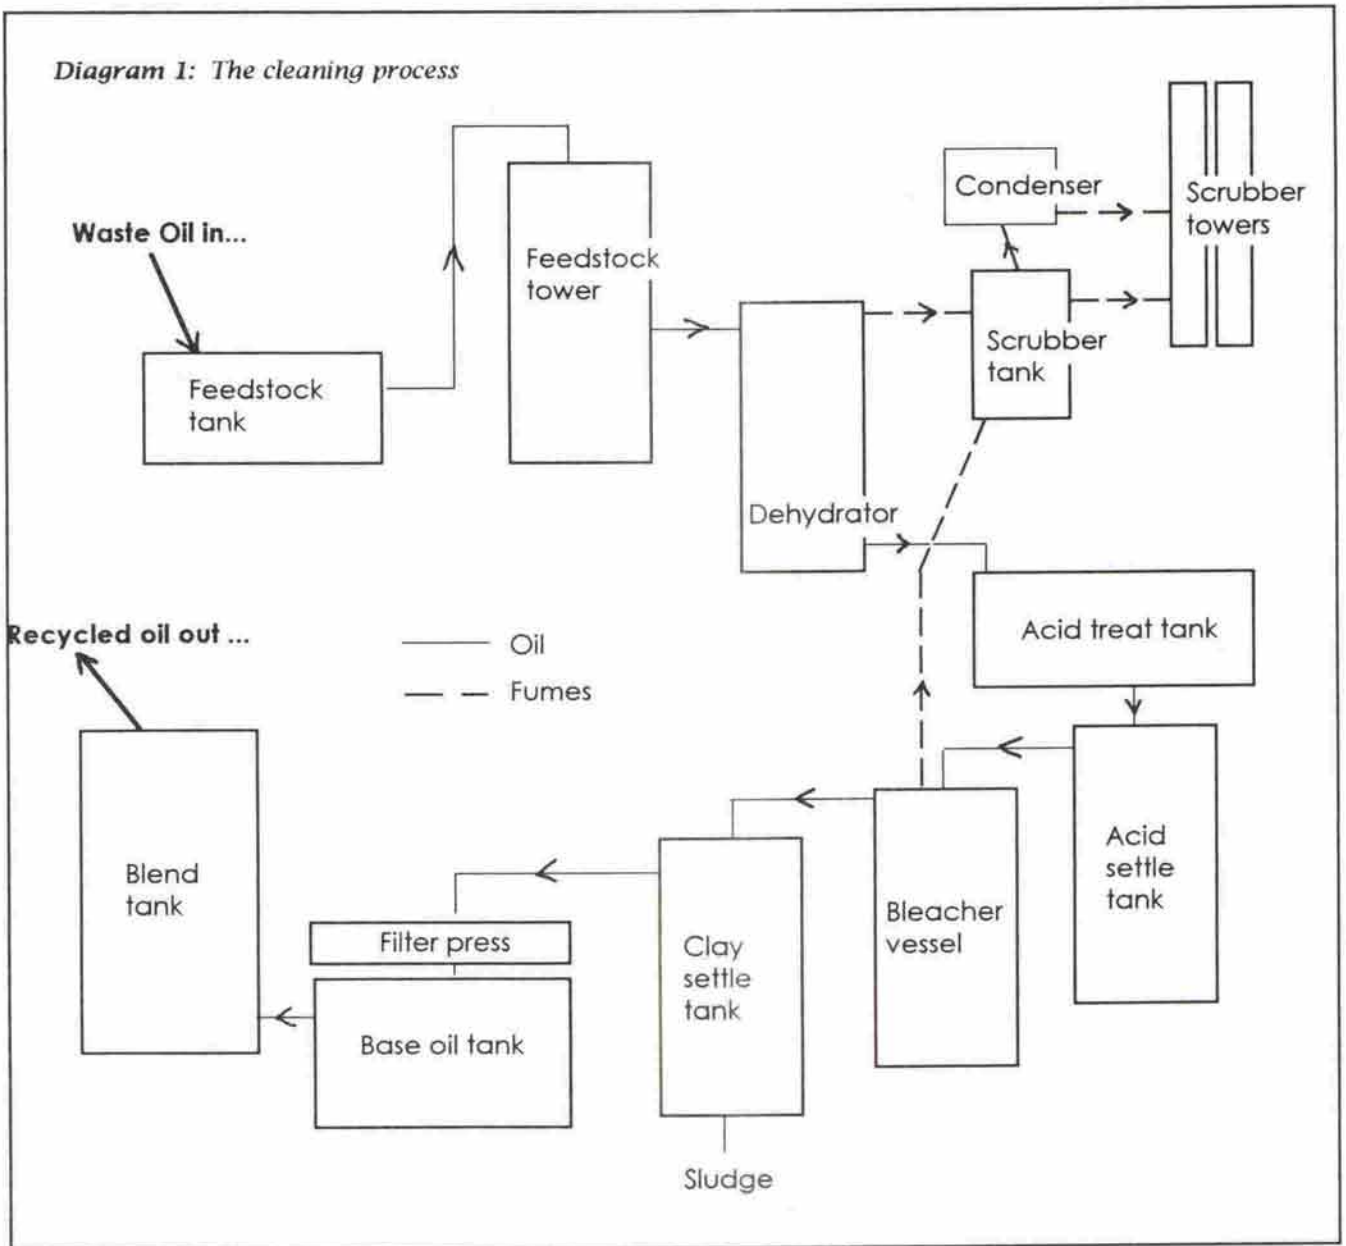 Diagram 1: The cleaning process
Waste Oil in...
Feedstock
tank
Feedstock
tower
Condenser
Scrubber
towers
Scrubber
tank
Dehydrator
Acid treat tank
Recycled oil out ...
Oil
Fumes
Acid
settle
tank
Bleacher
vessel
Clay
settle
tank
Sludge
Filter press
Base oil tank
Blend
tank